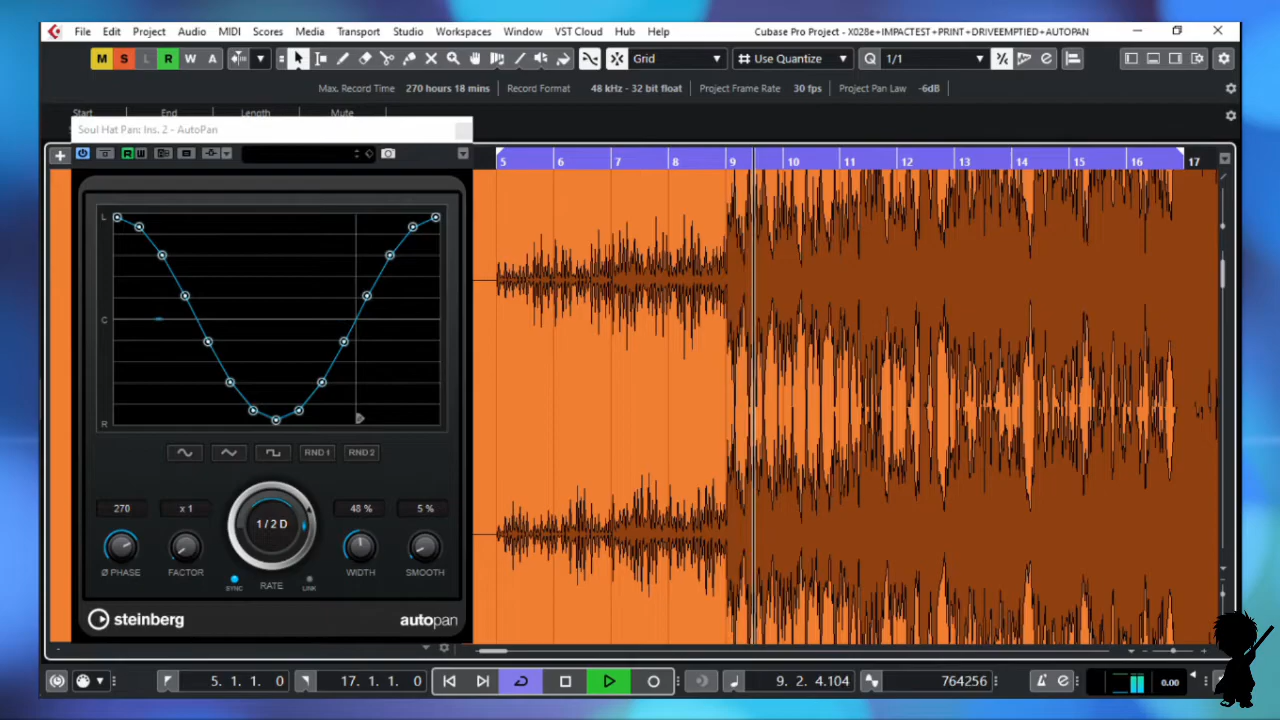 File Edit Project Audio MIDI Scores Media Transport Studio Workspaces Window VST Cloud Hub Help Cubase Pro Project - X028e+IMPACTEST+PRINT+DRIVEEMPTIED+AUTOPAN
M S L R W A Grid Use Quantize Q 1/1
Max. Record Time 270 hours 18 mins Record Format 48 kHz - 32 bit float Project Frame Rate 30 fps Project Pan Law -6dB
Start End Length Mute
Soul Hat Pan: Ins. 2 - AutoPan
R W
5 6 7 8 9 10 11 12 13 14 15 16 17
L
C
R
RND 1 RND 2
270 x 1 48 % 5 %
1 / 2 D
Ø PHASE FACTOR WIDTH SMOOTH
SYNC RATE LINK
steinberg autopan
5. 1. 1. 0 17. 1. 1. 0 9. 2. 4.104 764256 0.00